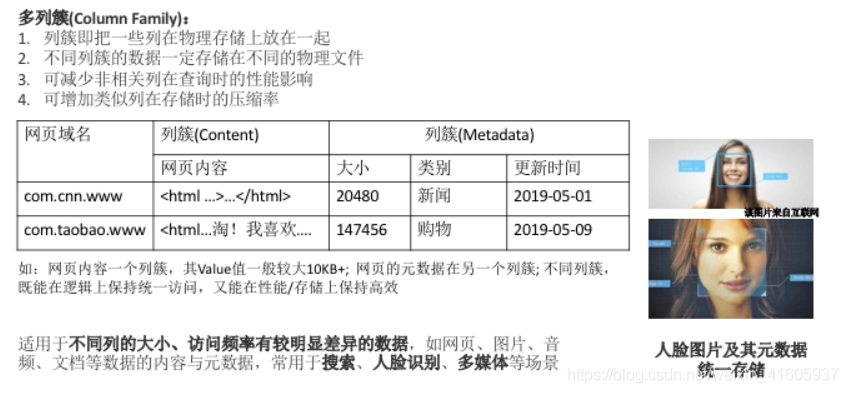 多列簇(Column Family)：
1. 列簇即把一些列在物理存储上放在一起
2. 不同列簇的数据一定存储在不同的物理文件
3. 可减少非相关列在查询时的性能影响
4. 可增加类似列在存储时的压缩率
网页域名 列簇(Content) 列簇(Metadata)
网页内容 大小 类别 更新时间
com.cnn.www <html ...>...</html> 20480 新闻 2019-05-01
com.taobao.www <html...淘！我喜欢.... 147456 购物 2019-05-09
该图片来自互联网
如：网页内容一个列簇，其Value值一般较大10KB+; 网页的元数据在另一个列簇; 不同列簇，
既能在逻辑上保持统一访问，又能在性能/存储上保持高效
适用于不同列的大小、访问频率有较明显差异的数据，如网页、图片、音
频、文档等数据的内容与元数据，常用于搜索、人脸识别、多媒体等场景
人脸图片及其元数据
统一存储